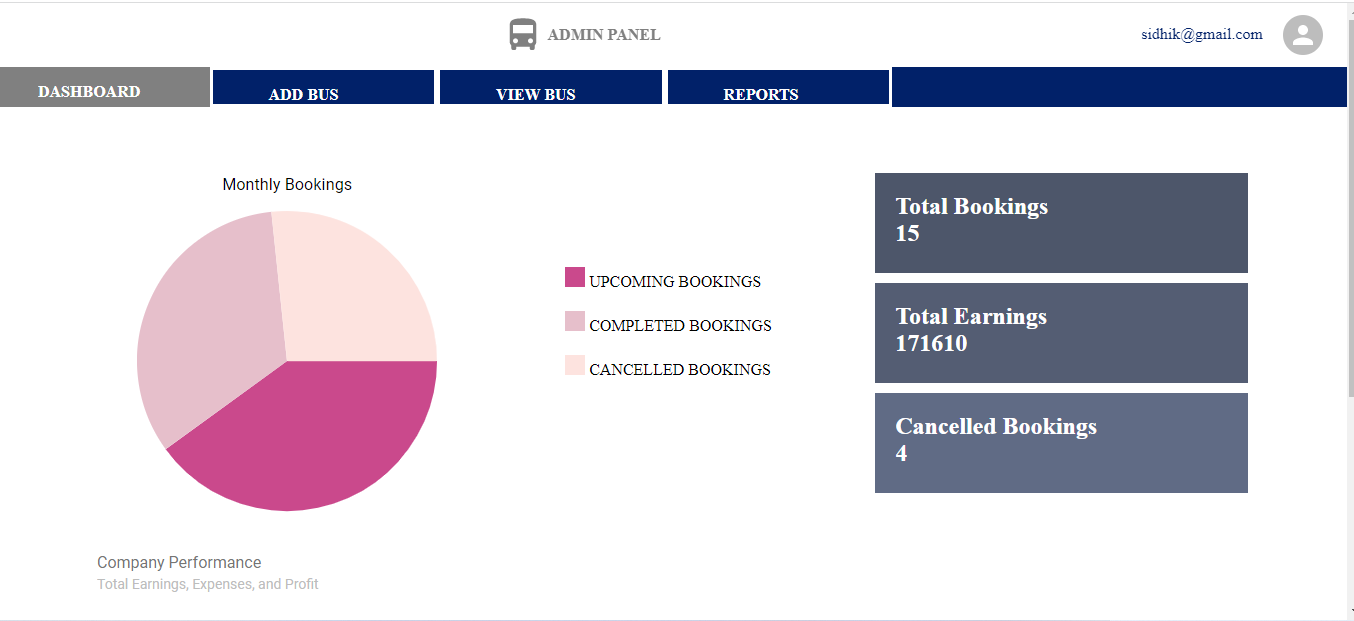 ADMIN PANEL
sidhik@gmail.com
DASHBOARD
ADD BUS
VIEW BUS
REPORTS
Monthly Bookings
UPCOMING BOOKINGS
COMPLETED BOOKINGS
CANCELLED BOOKINGS
Total Bookings
15
Total Earnings
171610
Cancelled Bookings
4
Company Performance
Total Earnings, Expenses, and Profit